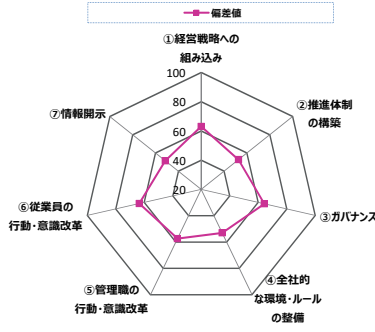 偏差値
①経営戦略への
組み込み
100
80
60
40
20
②推進体制
の構築
③ガバナンス
④全社的
な環境・ルール
の整備
⑤管理職の
行動・意識改革
⑥従業員の
行動・意識改革
⑦情報開示